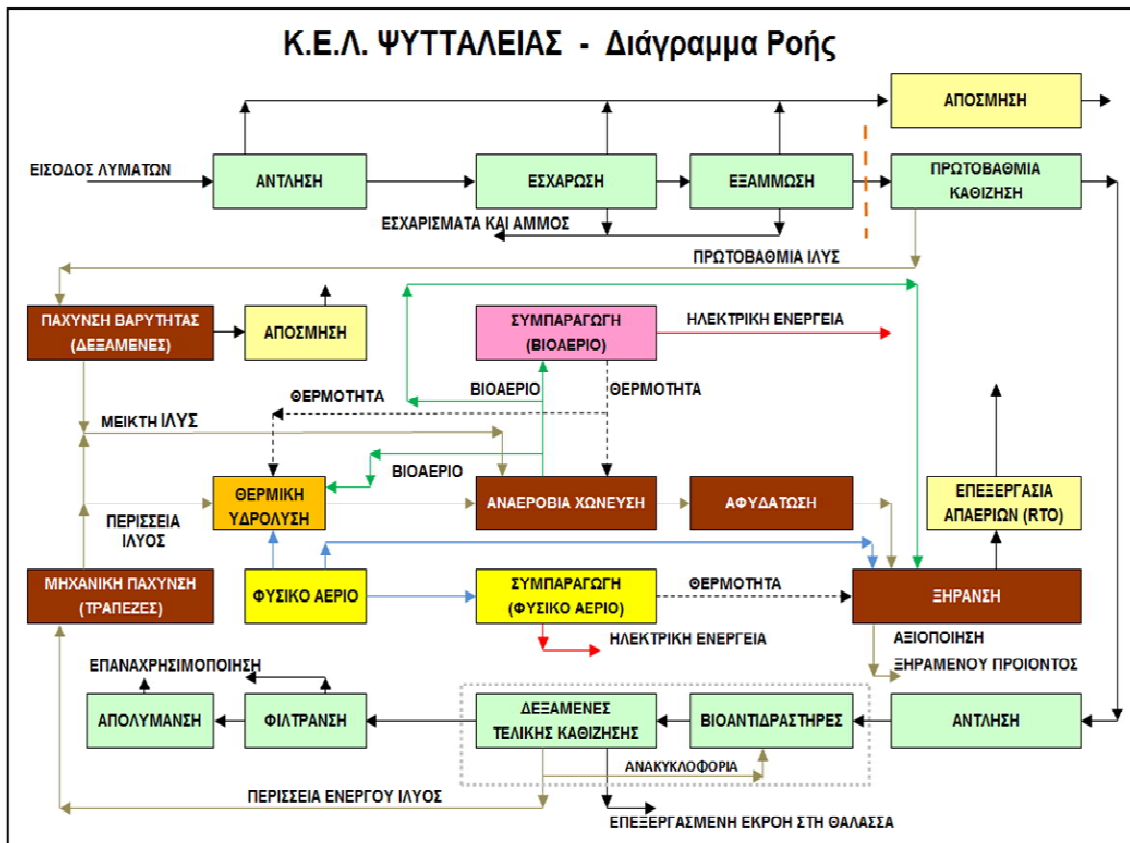 Κ.Ε.Λ. ΨΥΤΤΑΛΕΙΑΣ - Διάγραμμα Ροής
ΑΠΟΣΜΗΣΗ
ΕΙΣΟΔΟΣ ΛΥΜΑΤΩΝ
ΑΝΤΛΗΣΗ
ΕΣΧΑΡΩΣΗ
ΕΞΑΜΜΩΣΗ
ΠΡΩΤΟΒΑΘΜΙΑ
ΚΑΘΙΖΗΣΗ
ΕΣΧΑΡΙΣΜΑΤΑ ΚΑΙ ΑΜΜΟΣ
ΠΡΩΤΟΒΑΘΜΙΑ ΙΛΥΣ
ΠΑΧΥΝΣΗ ΒΑΡΥΤΗΤΑΣ
(ΔΕΞΑΜΕΝΕΣ)
ΑΠΟΣΜΗΣΗ
ΣΥΜΠΑΡΑΓΩΓΗ
(ΒΙΟΑΕΡΙΟ)
ΗΛΕΚΤΡΙΚΗ ΕΝΕΡΓΕΙΑ
ΘΕΡΜΟΤΗΤΑ
ΒΙΟΑΕΡΙΟ
ΘΕΡΜΟΤΗΤΑ
ΜΕΙΚΤΗ ΙΛΥΣ
ΒΙΟΑΕΡΙΟ
ΘΕΡΜΙΚΗ
ΥΔΡΟΛΥΣΗ
ΑΝΑΕΡΟΒΙΑ ΧΩΝΕΥΣΗ
ΑΦΥΔΑΤΩΣΗ
ΕΠΕΞΕΡΓΑΣΙΑ
ΑΠΑΕΡΙΩΝ (RTO)
ΠΕΡΙΣΣΕΙΑ
ΙΛΥΟΣ
ΜΗΧΑΝΙΚΗ ΠΑΧΥΝΣΗ
(ΤΡΑΠΕΖΕΣ)
ΦΥΣΙΚΟ ΑΕΡΙΟ
ΣΥΜΠΑΡΑΓΩΓΗ
(ΦΥΣΙΚΟ ΑΕΡΙΟ)
ΘΕΡΜΟΤΗΤΑ
ΞΗΡΑΝΣΗ
ΗΛΕΚΤΡΙΚΗ ΕΝΕΡΓΕΙΑ
ΑΞΙΟΠΟΙΗΣΗ
ΞΗΡΑΜΕΝΟΥ ΠΡΟΙΟΝΤΟΣ
ΕΠΑΝΑΧΡΗΣΙΜΟΠΟΙΗΣΗ
ΑΠΟΛΥΜΑΝΣΗ
ΦΙΛΤΡΑΝΣΗ
ΔΕΞΑΜΕΝΕΣ
ΤΕΛΙΚΗΣ ΚΑΘΙΖΗΣΗΣ
ΒΙΟΑΝΤΙΔΡΑΣΤΗΡΕΣ
ΑΝΤΛΗΣΗ
ΑΝΑΚΥΚΛΟΦΟΡΙΑ
ΠΕΡΙΣΣΕΙΑ ΕΝΕΡΓΟΥ ΙΛΥΟΣ
ΕΠΕΞΕΡΓΑΣΜΕΝΗ ΕΚΡΟΗ ΣΤΗ ΘΑΛΑΣΣΑ